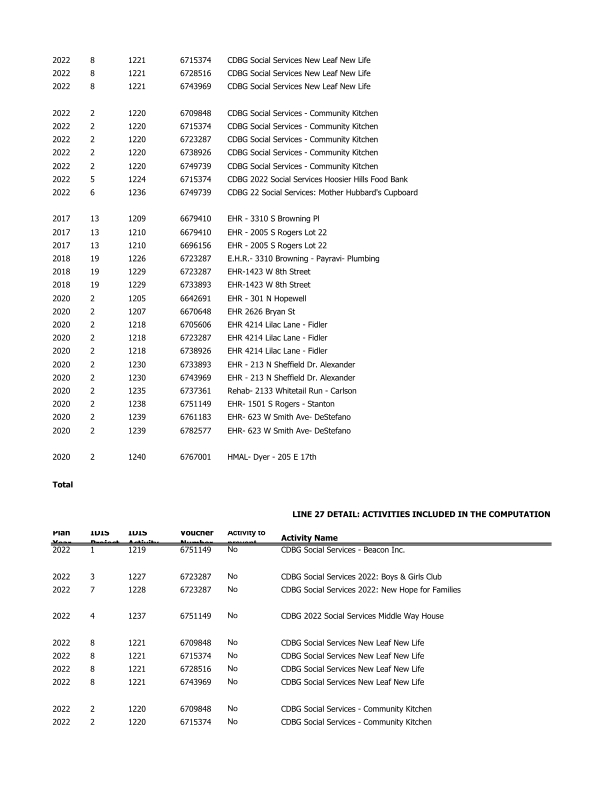 2022 8 1221 6715374 CDBG Social Services New Leaf New Life
2022 8 1221 6728516 CDBG Social Services New Leaf New Life
2022 8 1221 6743969 CDBG Social Services New Leaf New Life
2022 2 1220 6709848 CDBG Social Services - Community Kitchen
2022 2 1220 6715374 CDBG Social Services - Community Kitchen
2022 2 1220 6723287 CDBG Social Services - Community Kitchen
2022 2 1220 6738926 CDBG Social Services - Community Kitchen
2022 2 1220 6749739 CDBG Social Services - Community Kitchen
2022 5 1224 6715374 CDBG 2022 Social Services Hoosier Hills Food Bank
2022 6 1236 6749739 CDBG 22 Social Services: Mother Hubbard's Cupboard
2017 13 1209 6679410 EHR - 3310 S Browning Pl
2017 13 1210 6679410 EHR - 2005 S Rogers Lot 22
2017 13 1210 6696156 EHR - 2005 S Rogers Lot 22
2018 19 1226 6723287 E.H.R.- 3310 Browning - Payravi- Plumbing
2018 19 1229 6723287 EHR-1423 W 8th Street
2018 19 1229 6733893 EHR-1423 W 8th Street
2020 2 1205 6642691 EHR - 301 N Hopewell
2020 2 1207 6670648 EHR 2626 Bryan St
2020 2 1218 6705606 EHR 4214 Lilac Lane - Fidler
2020 2 1218 6723287 EHR 4214 Lilac Lane - Fidler
2020 2 1218 6738926 EHR 4214 Lilac Lane - Fidler
2020 2 1230 6733893 EHR - 213 N Sheffield Dr. Alexander
2020 2 1230 6743969 EHR - 213 N Sheffield Dr. Alexander
2020 2 1235 6737361 Rehab- 2133 Whitetail Run - Carlson
2020 2 1238 6751149 EHR- 1501 S Rogers - Stanton
2020 2 1239 6761183 EHR- 623 W Smith Ave- DeStefano
2020 2 1239 6782577 EHR- 623 W Smith Ave- DeStefano
2020 2 1240 6767001 HMAL- Dyer - 205 E 17th
Total
LINE 27 DETAIL: ACTIVITIES INCLUDED IN THE COMPUTATION
Plan IDIS IDIS Voucher Activity to
Activity Name
2022 1 1219 6751149 No CDBG Social Services - Beacon Inc.
2022 3 1227 6723287 No CDBG Social Services 2022: Boys & Girls Club
2022 7 1228 6723287 No CDBG Social Services 2022: New Hope for Families
2022 4 1237 6751149 No CDBG 2022 Social Services Middle Way House
2022 8 1221 6709848 No CDBG Social Services New Leaf New Life
2022 8 1221 6715374 No CDBG Social Services New Leaf New Life
2022 8 1221 6728516 No CDBG Social Services New Leaf New Life
2022 8 1221 6743969 No CDBG Social Services New Leaf New Life
2022 2 1220 6709848 No CDBG Social Services - Community Kitchen
2022 2 1220 6715374 No CDBG Social Services - Community Kitchen